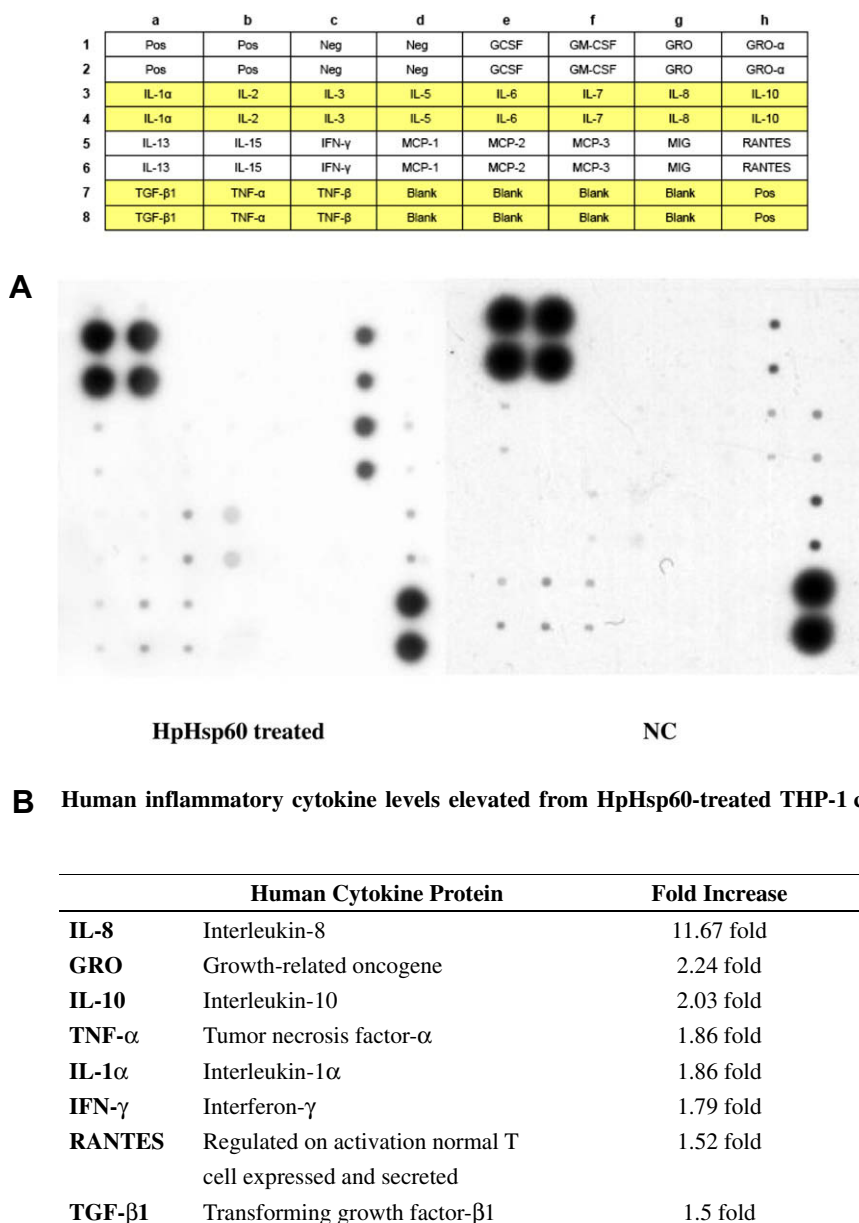 a b c d e f g h
1 Pos Pos Neg Neg GCSF GM-CSF GRO GRO-α
2 Pos Pos Neg Neg GCSF GM-CSF GRO GRO-α
3 IL-1α IL-2 IL-3 IL-5 IL-6 IL-7 IL-8 IL-10
4 IL-1α IL-2 IL-3 IL-5 IL-6 IL-7 IL-8 IL-10
5 IL-13 IL-15 IFN-γ MCP-1 MCP-2 MCP-3 MIG RANTES
6 IL-13 IL-15 IFN-γ MCP-1 MCP-2 MCP-3 MIG RANTES
7 TGF-β1 TNF-α TNF-β Blank Blank Blank Blank Pos
8 TGF-β1 TNF-α TNF-β Blank Blank Blank Blank Pos
A
HpHsp60 treated NC
B Human inflammatory cytokine levels elevated from HpHsp60-treated THP-1
Human Cytokine Protein Fold Increase
IL-8 Interleukin-8 11.67 fold
GRO Growth-related oncogene 2.24 fold
IL-10 Interleukin-10 2.03 fold
TNF-α Tumor necrosis factor-α 1.86 fold
IL-1α Interleukin-1α 1.86 fold
IFN-γ Interferon-γ 1.79 fold
RANTES Regulated on activation normal T 1.52 fold
cell expressed and secreted
TGF-β1 Transforming growth factor-β1 1.5 fold